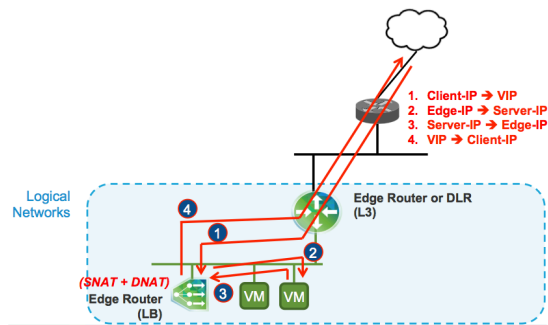 1. Client-IP ➔ VIP
2. Edge-IP ➔ Server-IP
3. Server-IP ➔ Edge-IP
4. VIP ➔ Client-IP
Logical
Networks
Edge Router or DLR
(L3)
4
1
2
(SNAT + DNAT)
Edge Router
(LB)
3
VM
VM